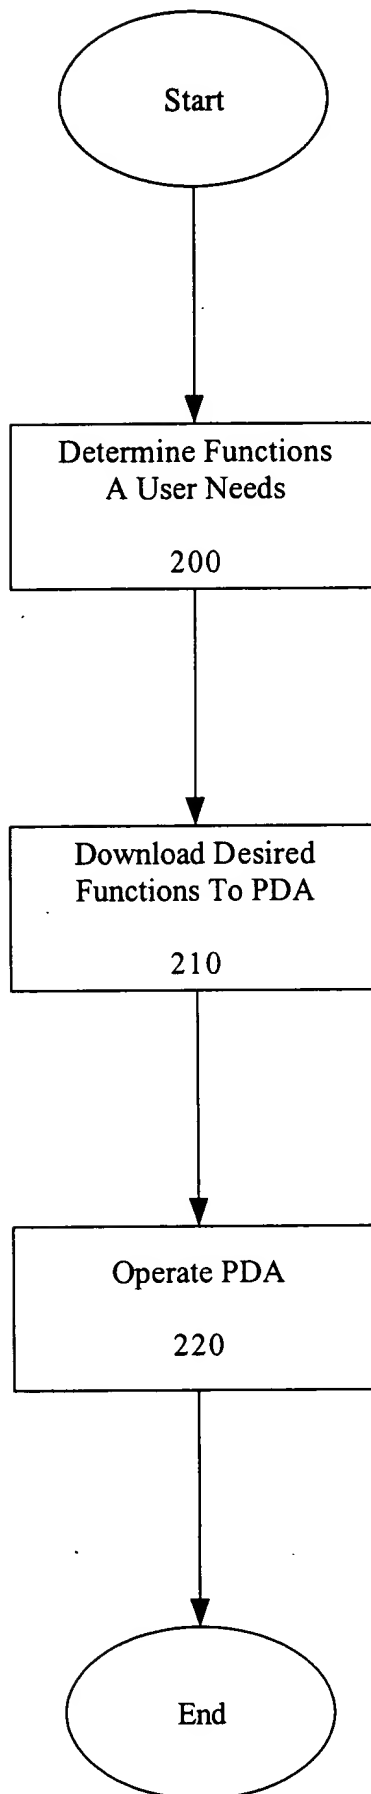 Start
Determine Functions
A User Needs
200
Download Desired
Functions To PDA
210
Operate PDA
220
End